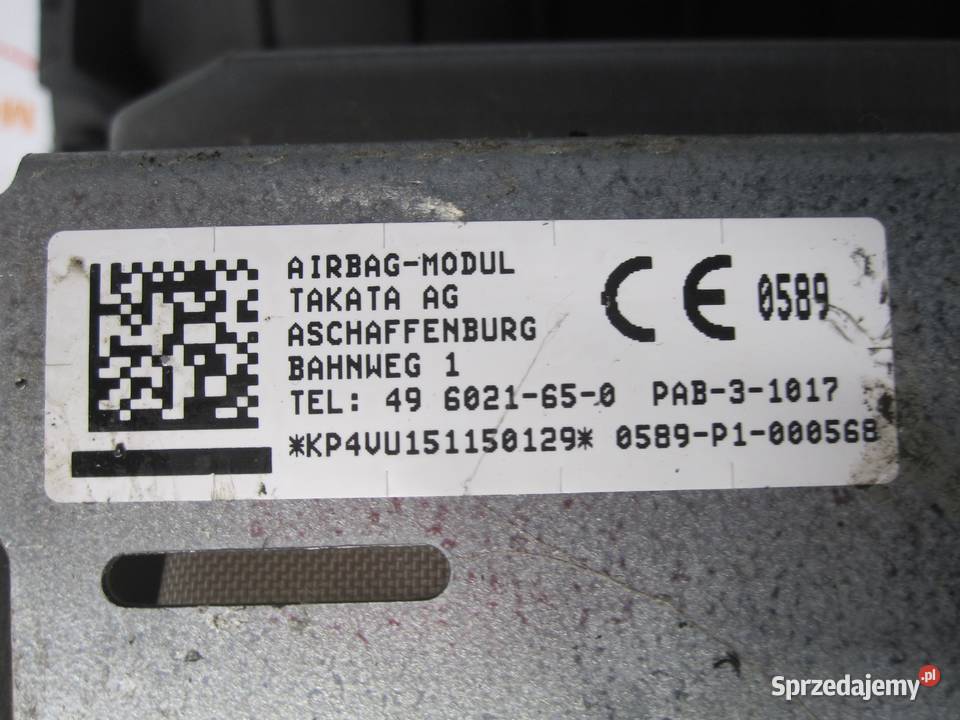 AIRBAG-MODUL
TAKATA AG
ASCHAFFENBURG
BAHNWEG 1
TEL: 49 6021-65-0 PAB-3-1017
*KP4VU151150129* 0589-P1-000568
CE 0589
Sprzedajemy.pl